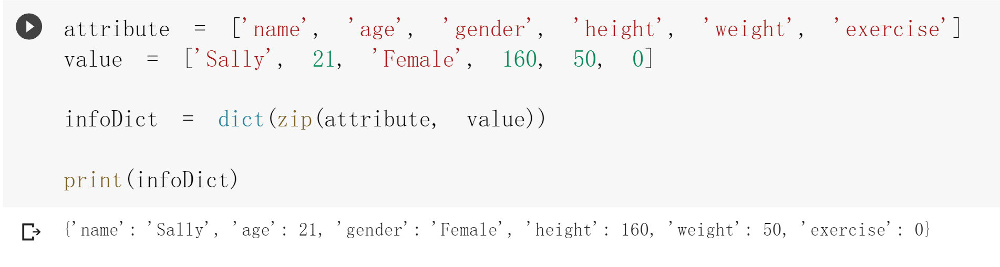 attribute = ['name', 'age', 'gender', 'height', 'weight', 'exercise']
value = ['Sally', 21, 'Female', 160, 50, 0]
infoDict = dict(zip(attribute, value))
print(infoDict)
{'name': 'Sally', 'age': 21, 'gender': 'Female', 'height': 160, 'weight': 50, 'exercise': 0}